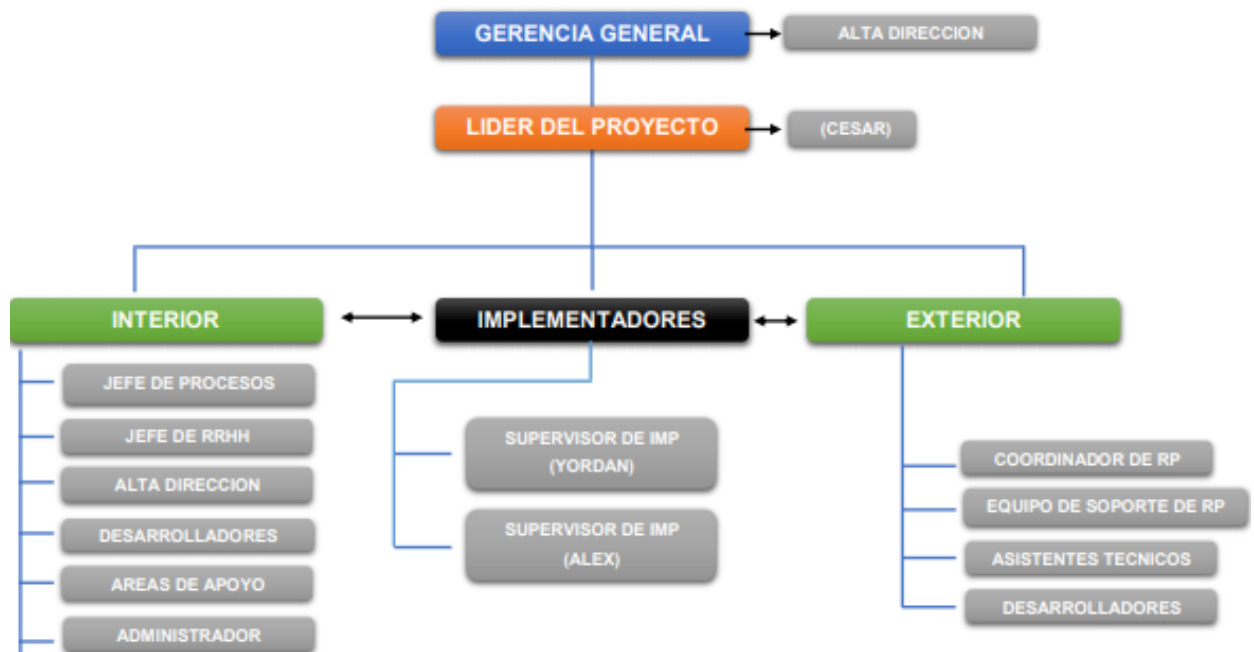 GERENCIA GENERAL
ALTA DIRECCION
LIDER DEL PROYECTO
(CESAR)
INTERIOR
IMPLEMENTADORES
EXTERIOR
JEFE DE PROCESOS
JEFE DE RRHH
ALTA DIRECCION
DESARROLLADORES
AREAS DE APOYO
ADMINISTRADOR
SUPERVISOR DE IMP
(YORDAN)
SUPERVISOR DE IMP
(ALEX)
COORDINADOR DE RP
EQUIPO DE SOPORTE DE RP
ASISTENTES TECNICOS
DESARROLLADORES